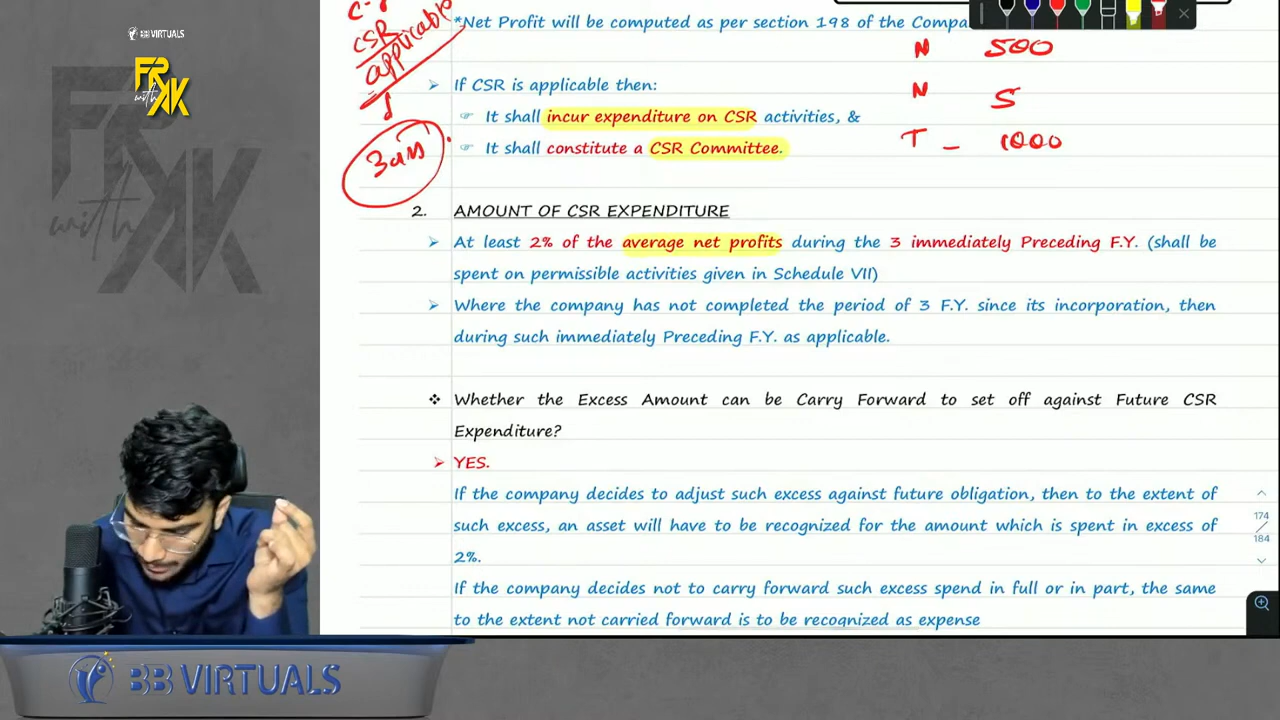 *Net Profit will be computed as per section 198 of the Compa
BB VIRTUALS
FR
with
AK
CSR
applicable
N 500
N 5
T - 1000
If CSR is applicable then:
It shall incur expenditure on CSR activities, &
It shall constitute a CSR Committee.
2. AMOUNT OF CSR EXPENDITURE
At least 2% of the average net profits during the 3 immediately Preceding F.Y. (shall be
spent on permissible activities given in Schedule VII)
Where the company has not completed the period of 3 F.Y. since its incorporation, then
during such immediately Preceding F.Y. as applicable.
Whether the Excess Amount can be Carry Forward to set off against Future CSR
Expenditure?
YES.
If the company decides to adjust such excess against future obligation, then to the extent of
such excess, an asset will have to be recognized for the amount which is spent in excess of
2%.
If the company decides not to carry forward such excess spend in full or in part, the same
to the extent not carried forward is to be recognized as expense
174
184
BB VIRTUALS